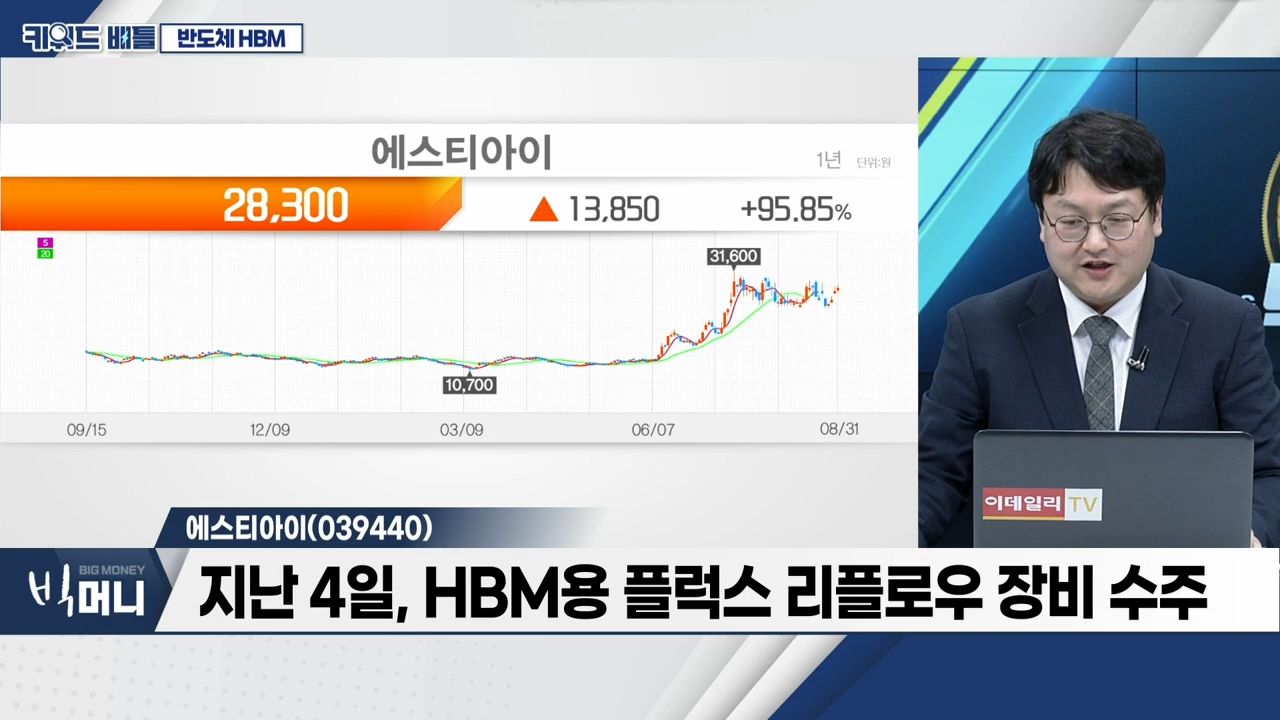 키워드 배틀 반도체 HBM
에스티아이
1년 단위:원
28,300 ▲ 13,850 +95.85%
5
20
31,600
10,700
09/15 12/09 03/09 06/07 08/31
이데일리 TV
에스티아이(039440)
BIG MONEY
빅머니
지난 4일, HBM용 플럭스 리플로우 장비 수주